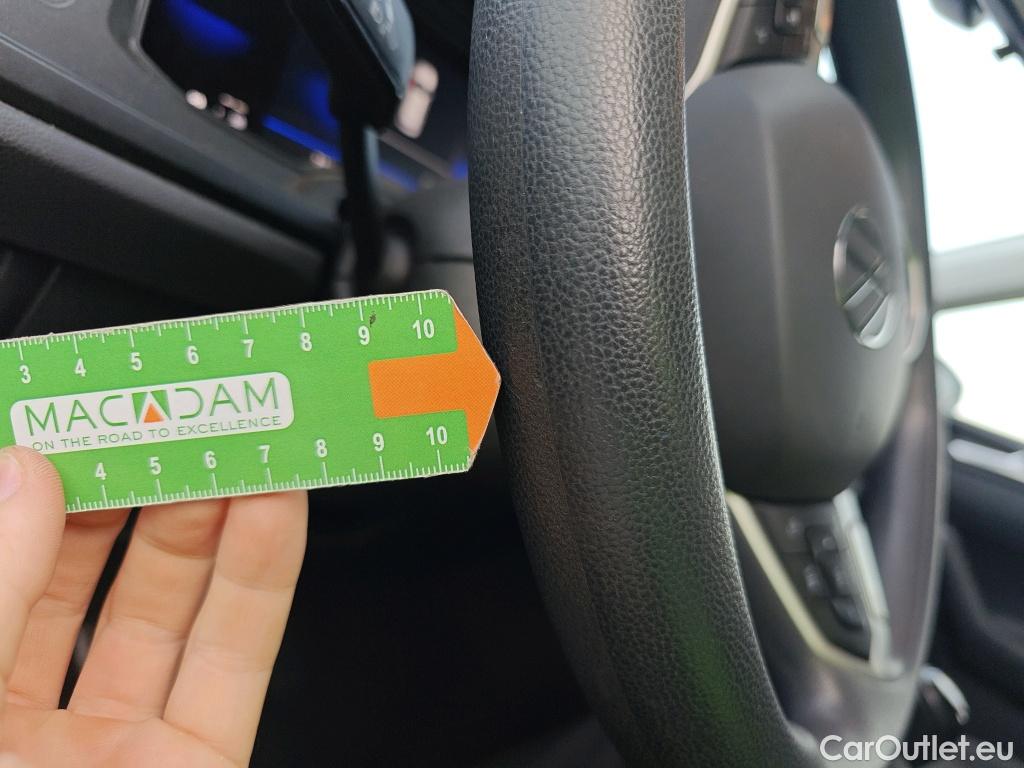 3 4 5 6 7 8 9 10
MACADAM
ON THE ROAD TO EXCELLENCE
4 5 6 7 8 9 10
CarOutlet.eu